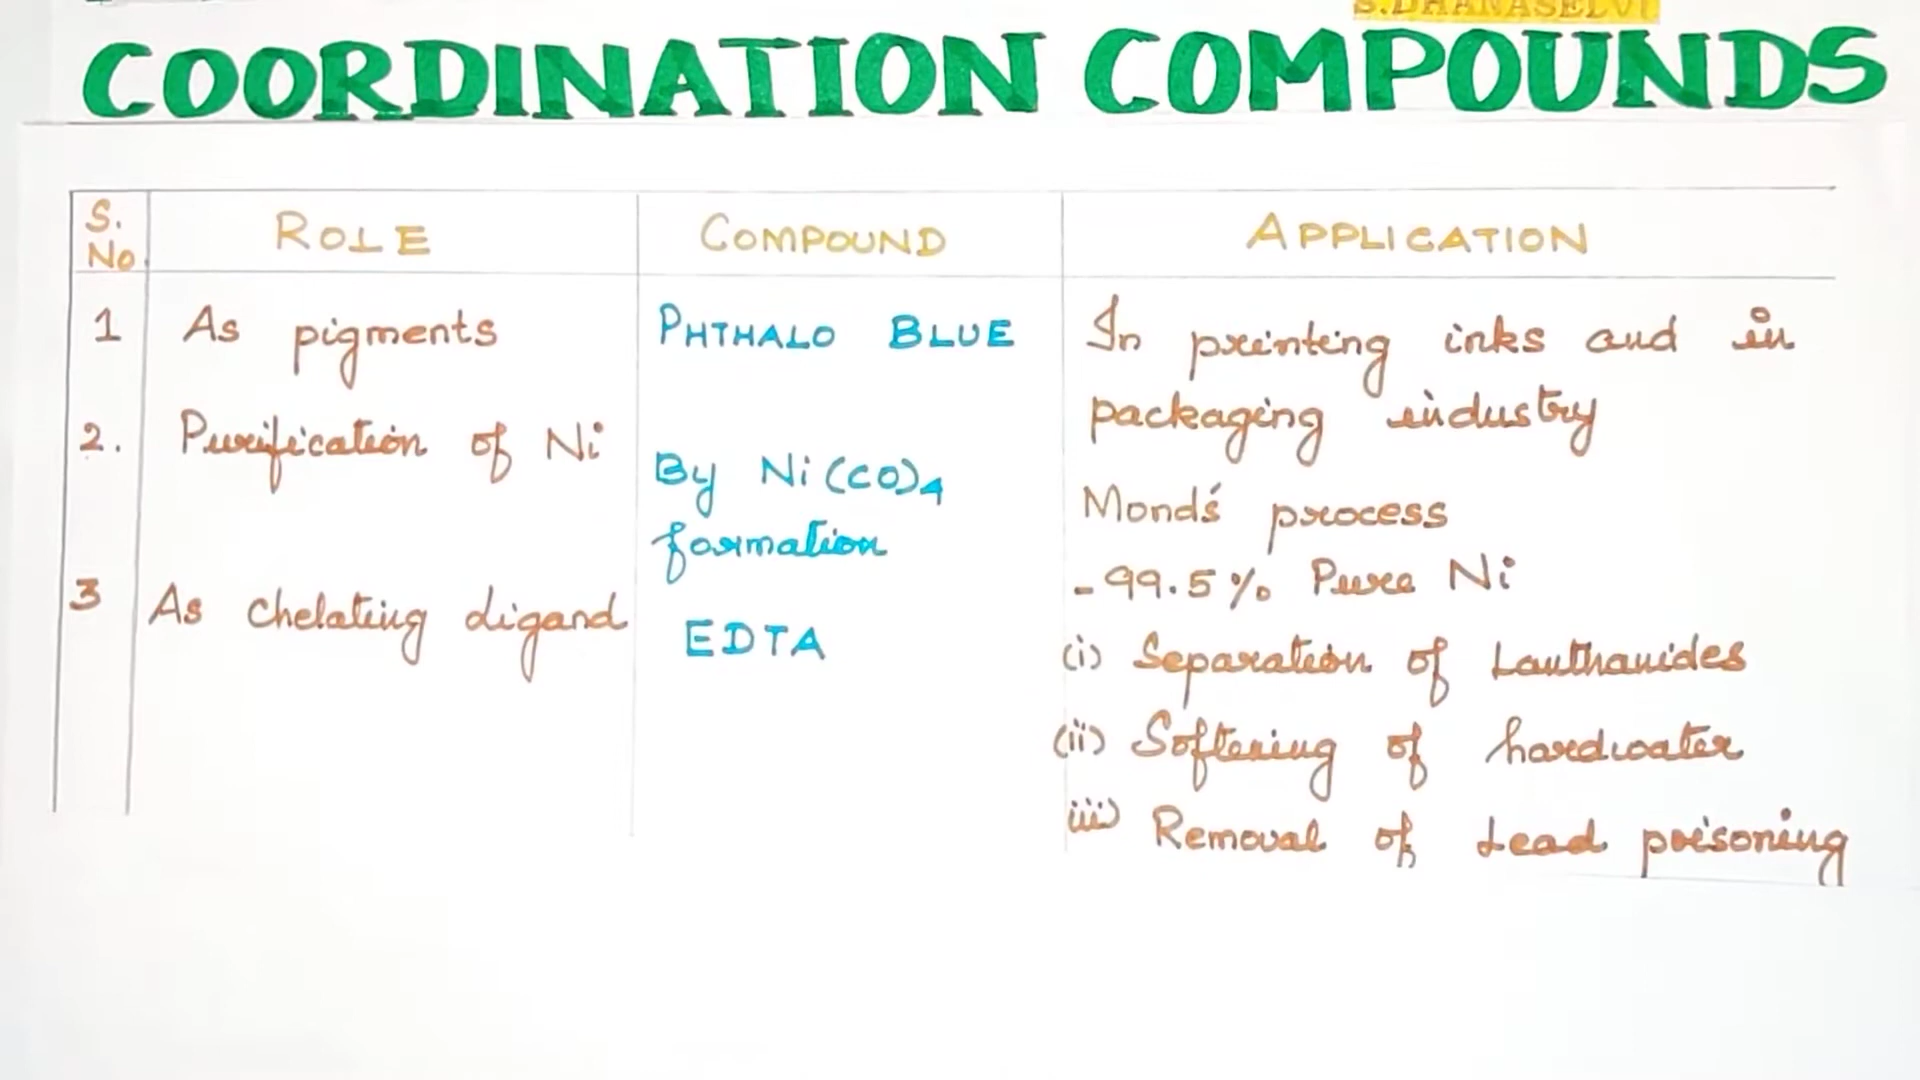 S.DHANASELVI
COORDINATION COMPOUNDS
S. No ROLE COMPOUND APPLICATION
1 As pigments PHTHALO BLUE In printing inks and in
packaging industry
2. Purification of Ni By Ni(CO)4
formation
Mond's process
- 99.5% Pure Ni
3 As chelating ligand EDTA (i) Separation of Lanthanides
(ii) Softening of hardwater
iii) Removal of Lead poisoning